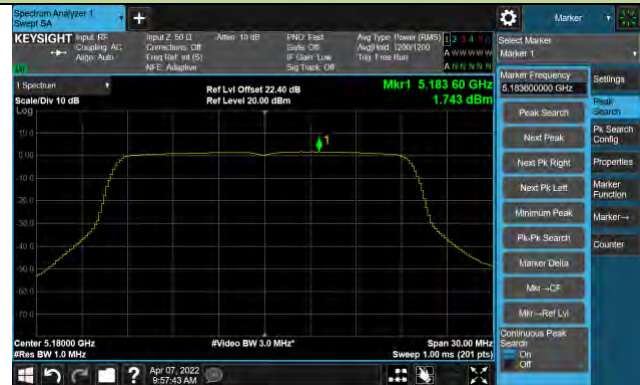 Spectrum Analyzer 1
Swept SA
Marker
KEYSIGHT
Input: RF
Coupling: AC
Align: Auto
Input Z: 50 Ω
Corrections: Off
Freq Ref: Int (S)
NFE: Adaptive
Atten: 10 dB
PNO: Fast
Gate: Off
IF Gain: Low
Sig Track: Off
Avg Type: Power (RMS)
Avg|Hold: 1200/1200
Trig: Free Run
1 2 3 4 5 6
A W W W W W
A N N N N N
Select Marker
Marker 1
1 Spectrum
Scale/Div 10 dB
Log
Ref Lvl Offset 22.40 dB
Ref Level 20.00 dBm
Mkr1 5.183 60 GHz
1.743 dBm
Marker Frequency
5.183600000 GHz
Settings
Peak Search
Peak
Search
Next Peak
Pk Search
Config
Next Pk Right
Properties
Next Pk Left
Marker
Function
Minimum Peak
Marker→
Pk-Pk Search
Counter
Marker Delta
Mkr→CF
Mkr→Ref Lvl
Continuous Peak
Search
On
Off
10.0
0.00
-10.0
-20.0
-30.0
-40.0
-50.0
-60.0
-70.0
1
Center 5.18000 GHz
#Res BW 1.0 MHz
#Video BW 3.0 MHz*
Span 30.00 MHz
Sweep 1.00 ms (201 pts)
?
Apr 07, 2022
9:57:43 AM